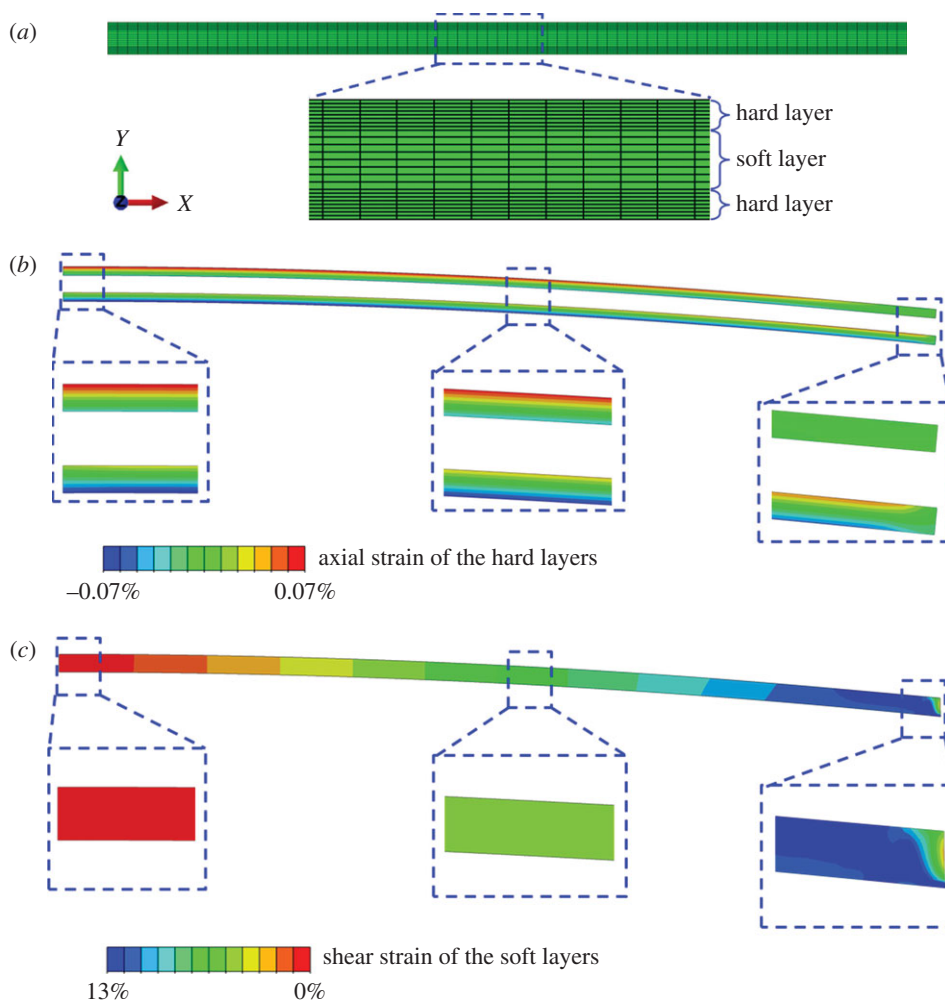 (a)
hard layer
soft layer
hard layer
Y
Z
X
(b)
axial strain of the hard layers
–0.07% 0.07%
(c)
shear strain of the soft layers
13% 0%